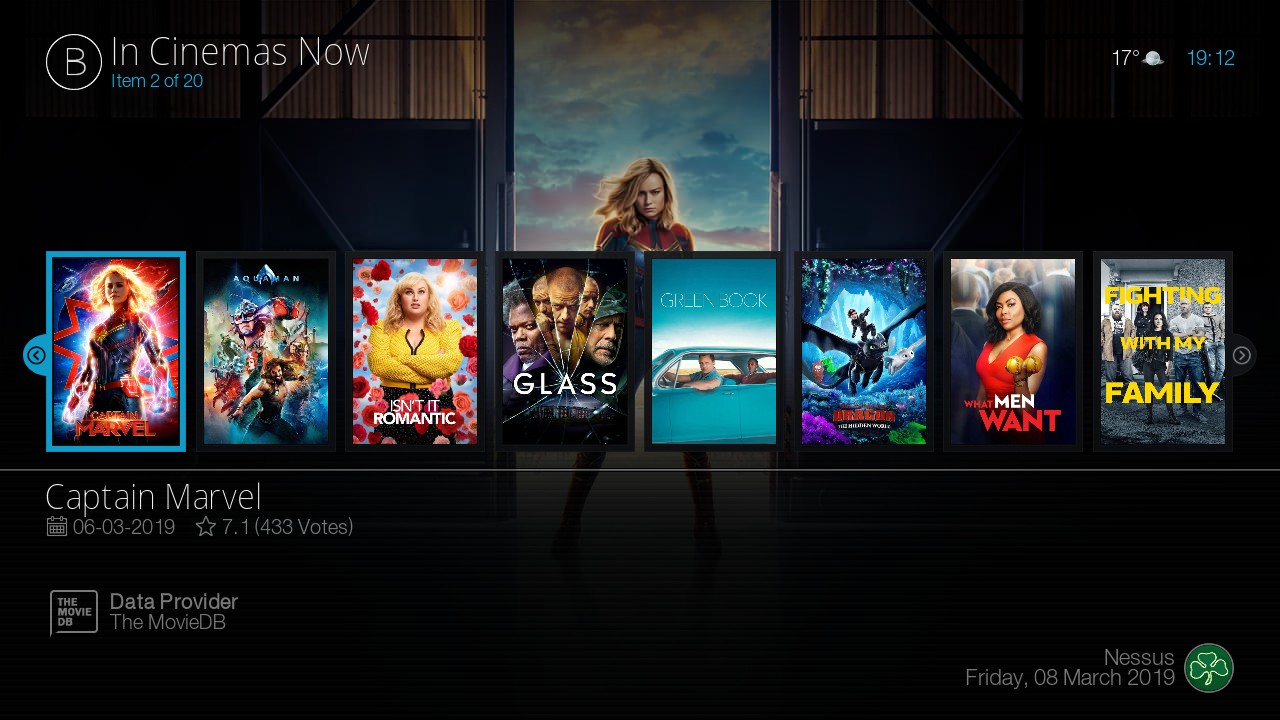 B
In Cinemas Now
Item 2 of 20
17°
19:12
CAPTAIN
MARVEL
AQUAMAN
ISN'T IT
ROMANTIC
GLASS
GREEN BOOK
DRAGON
THE HIDDEN WORLD
WHAT MEN
WANT
FIGHTING
WITH MY
FAMILY
Captain Marvel
06-03-2019
7.1 (433 Votes)
THE
MOVIE
DB
Data Provider
The MovieDB
Nessus
Friday, 08 March 2019